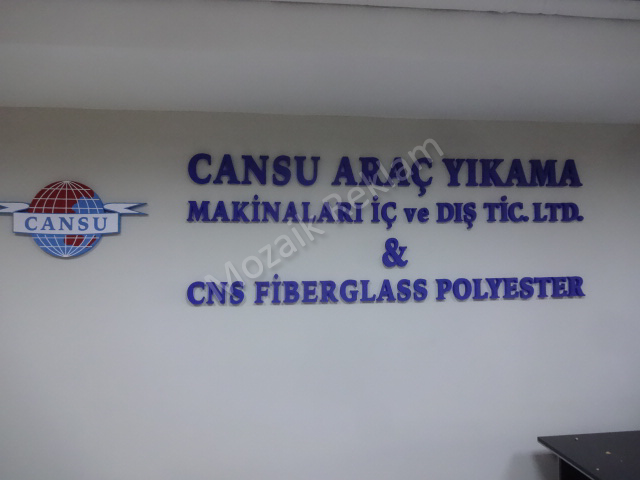 CANSU
CANSU ARAÇ YIKAMA
MAKİNALARI İÇ ve DIŞ TİC. LTD.
&
CNS FİBERGLASS POLYESTER
Mozaik Reklam